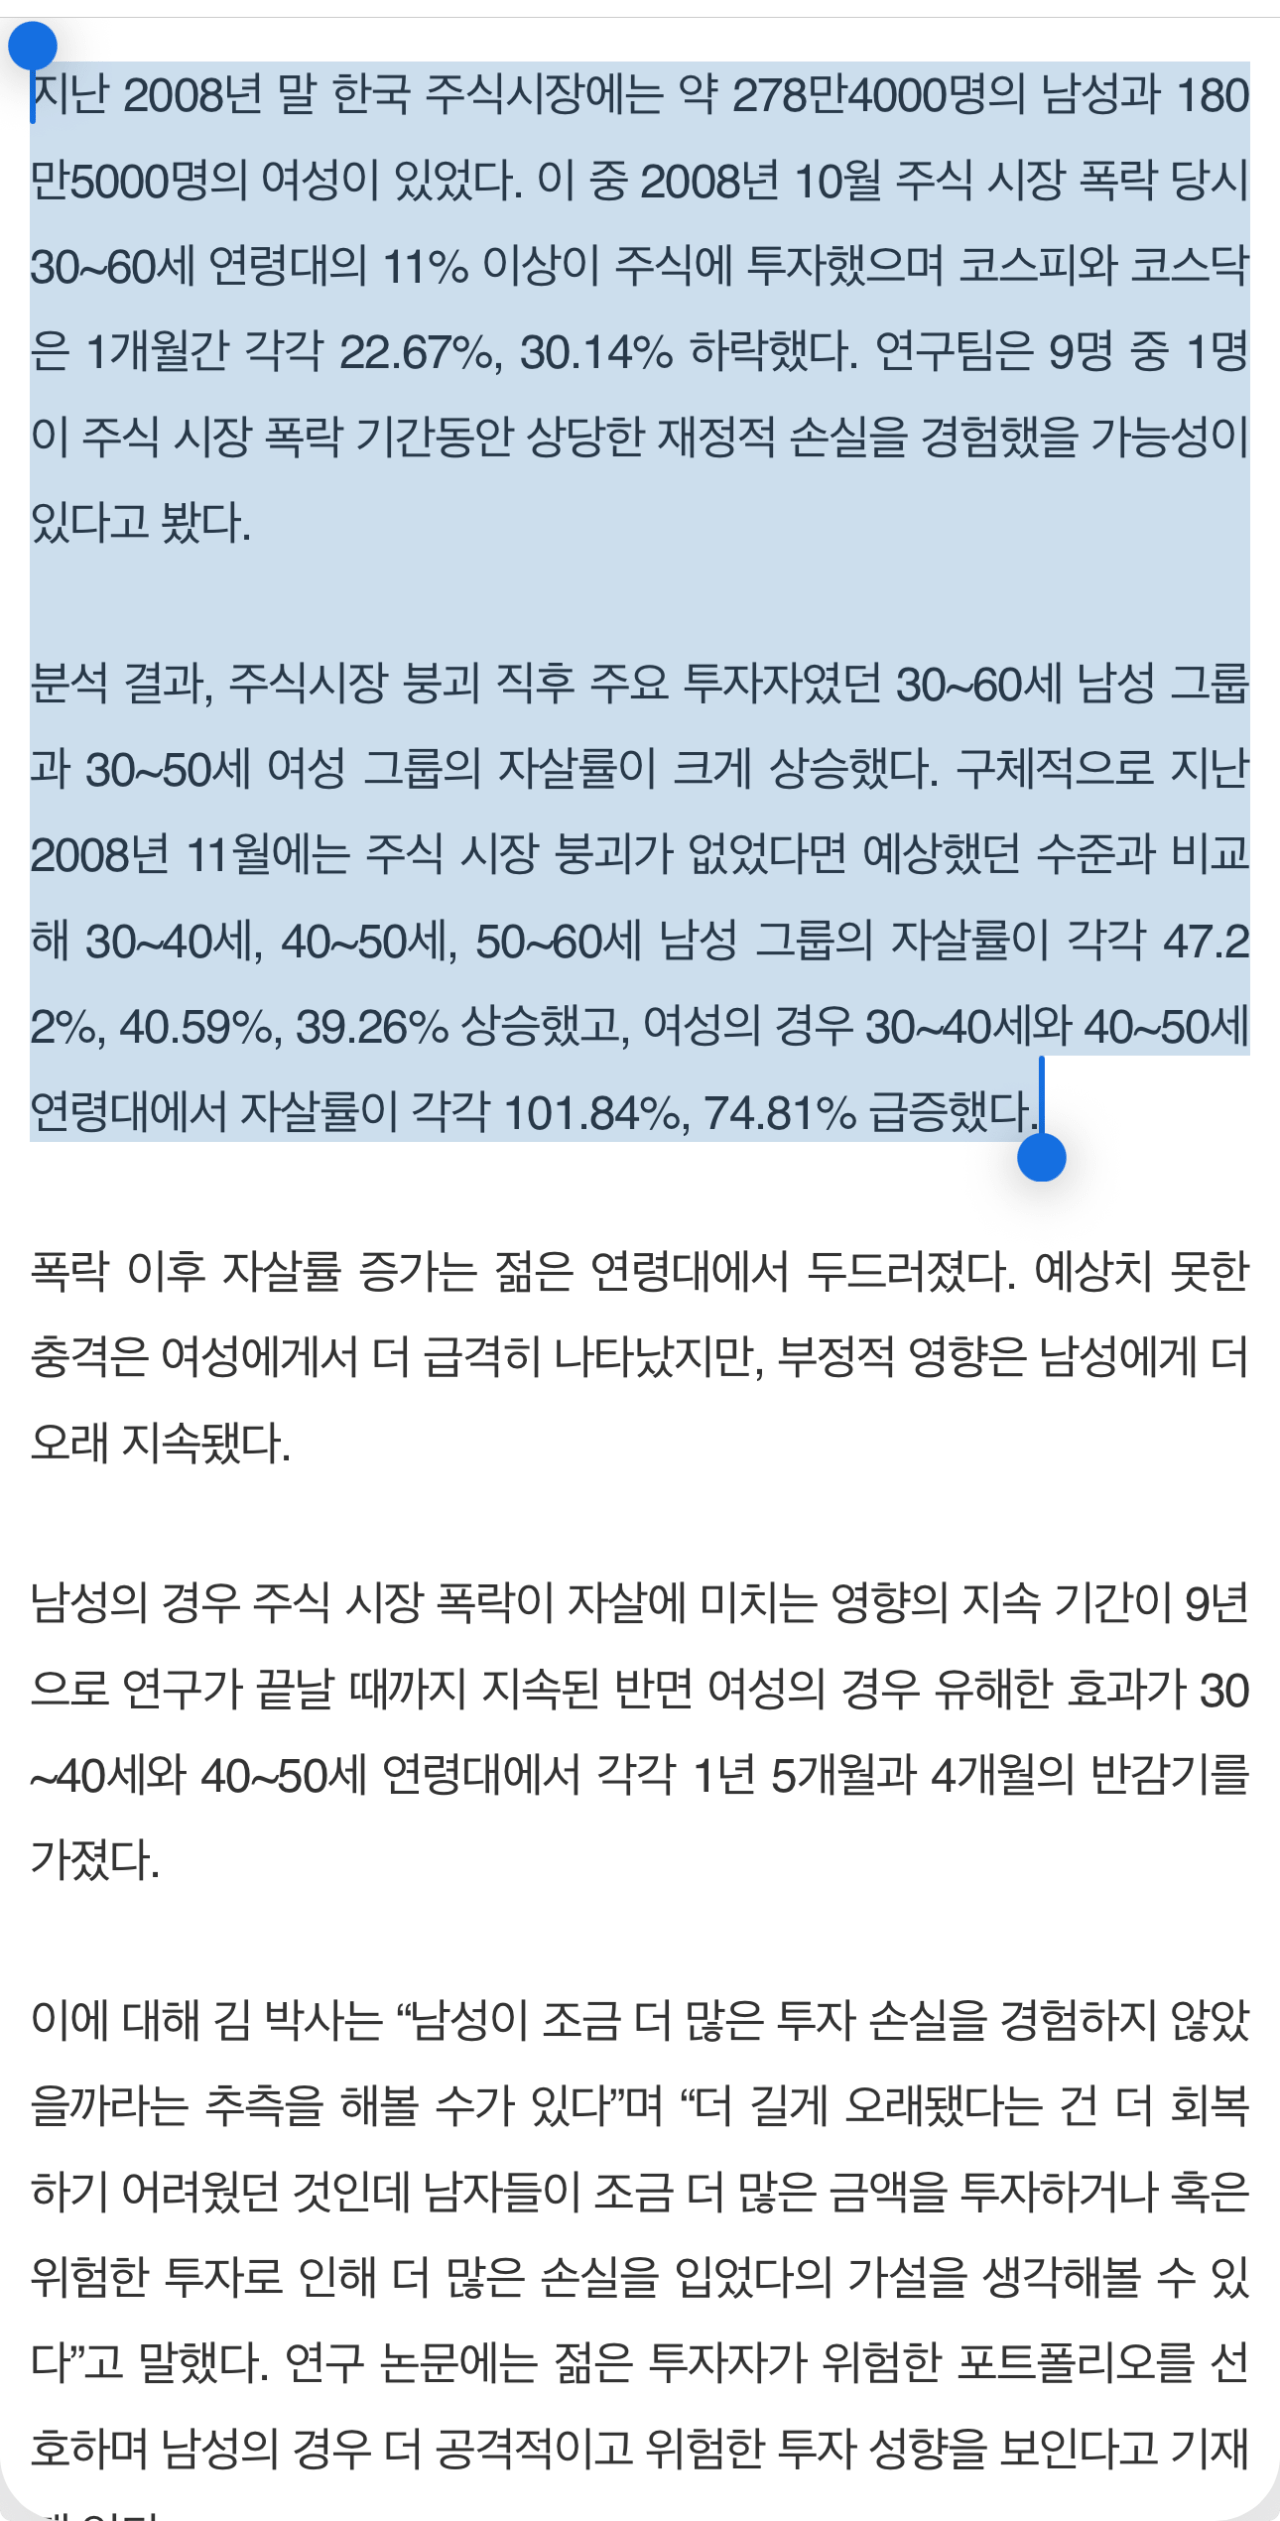 지난 2008년 말 한국 주식시장에는 약 278만4000명의 남성과 180
만5000명의 여성이 있었다. 이 중 2008년 10월 주식 시장 폭락 당시
30~60세 연령대의 11% 이상이 주식에 투자했으며 코스피와 코스닥
은 1개월간 각각 22.67%, 30.14% 하락했다. 연구팀은 9명 중 1명
이 주식 시장 폭락 기간동안 상당한 재정적 손실을 경험했을 가능성이
있다고 봤다.
분석 결과, 주식시장 붕괴 직후 주요 투자자였던 30~60세 남성 그룹
과 30~50세 여성 그룹의 자살률이 크게 상승했다. 구체적으로 지난
2008년 11월에는 주식 시장 붕괴가 없었다면 예상했던 수준과 비교
해 30~40세, 40~50세, 50~60세 남성 그룹의 자살률이 각각 47.2
2%, 40.59%, 39.26% 상승했고, 여성의 경우 30~40세와 40~50세
연령대에서 자살률이 각각 101.84%, 74.81% 급증했다.
폭락 이후 자살률 증가는 젊은 연령대에서 두드러졌다. 예상치 못한
충격은 여성에게서 더 급격히 나타났지만, 부정적 영향은 남성에게 더
오래 지속됐다.
남성의 경우 주식 시장 폭락이 자살에 미치는 영향의 지속 기간이 9년
으로 연구가 끝날 때까지 지속된 반면 여성의 경우 유해한 효과가 30
~40세와 40~50세 연령대에서 각각 1년 5개월과 4개월의 반감기를
가졌다.
이에 대해 김 박사는 “남성이 조금 더 많은 투자 손실을 경험하지 않았
을까라는 추측을 해볼 수가 있다”며 “더 길게 오래됐다는 건 더 회복
하기 어려웠던 것인데 남자들이 조금 더 많은 금액을 투자하거나 혹은
위험한 투자로 인해 더 많은 손실을 입었다의 가설을 생각해볼 수 있
다”고 말했다. 연구 논문에는 젊은 투자자가 위험한 포트폴리오를 선
호하며 남성의 경우 더 공격적이고 위험한 투자 성향을 보인다고 기재